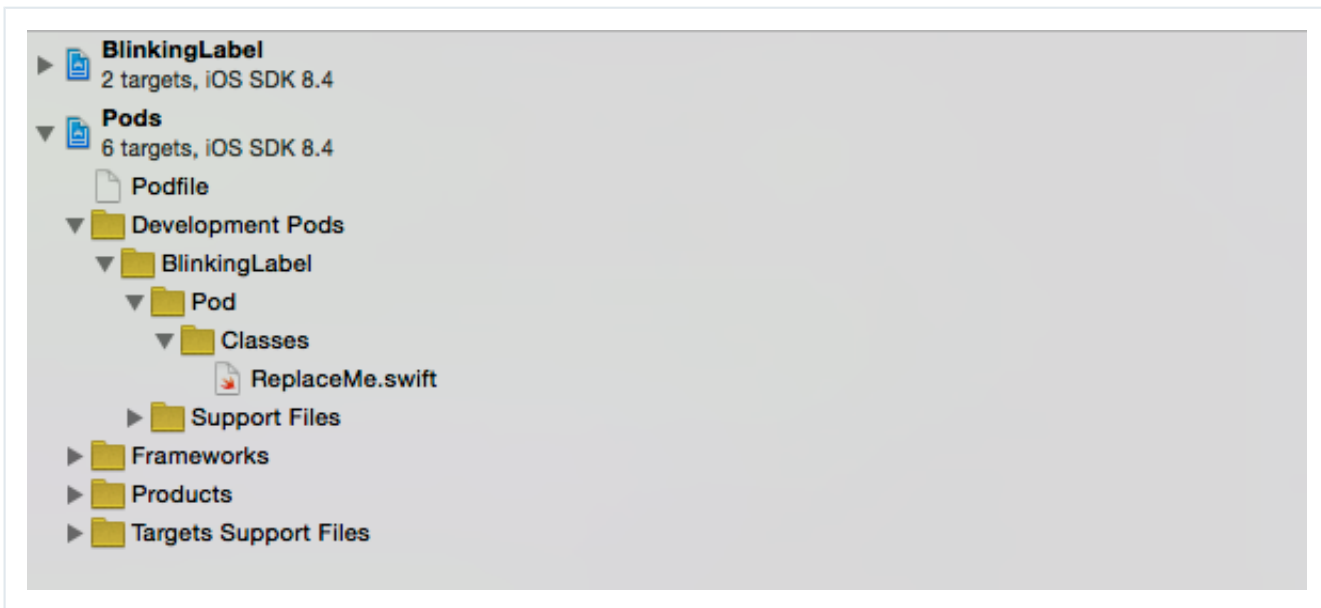 BlinkingLabel
2 targets, iOS SDK 8.4
Pods
6 targets, iOS SDK 8.4
Podfile
Development Pods
BlinkingLabel
Pod
Classes
ReplaceMe.swift
Support Files
Frameworks
Products
Targets Support Files